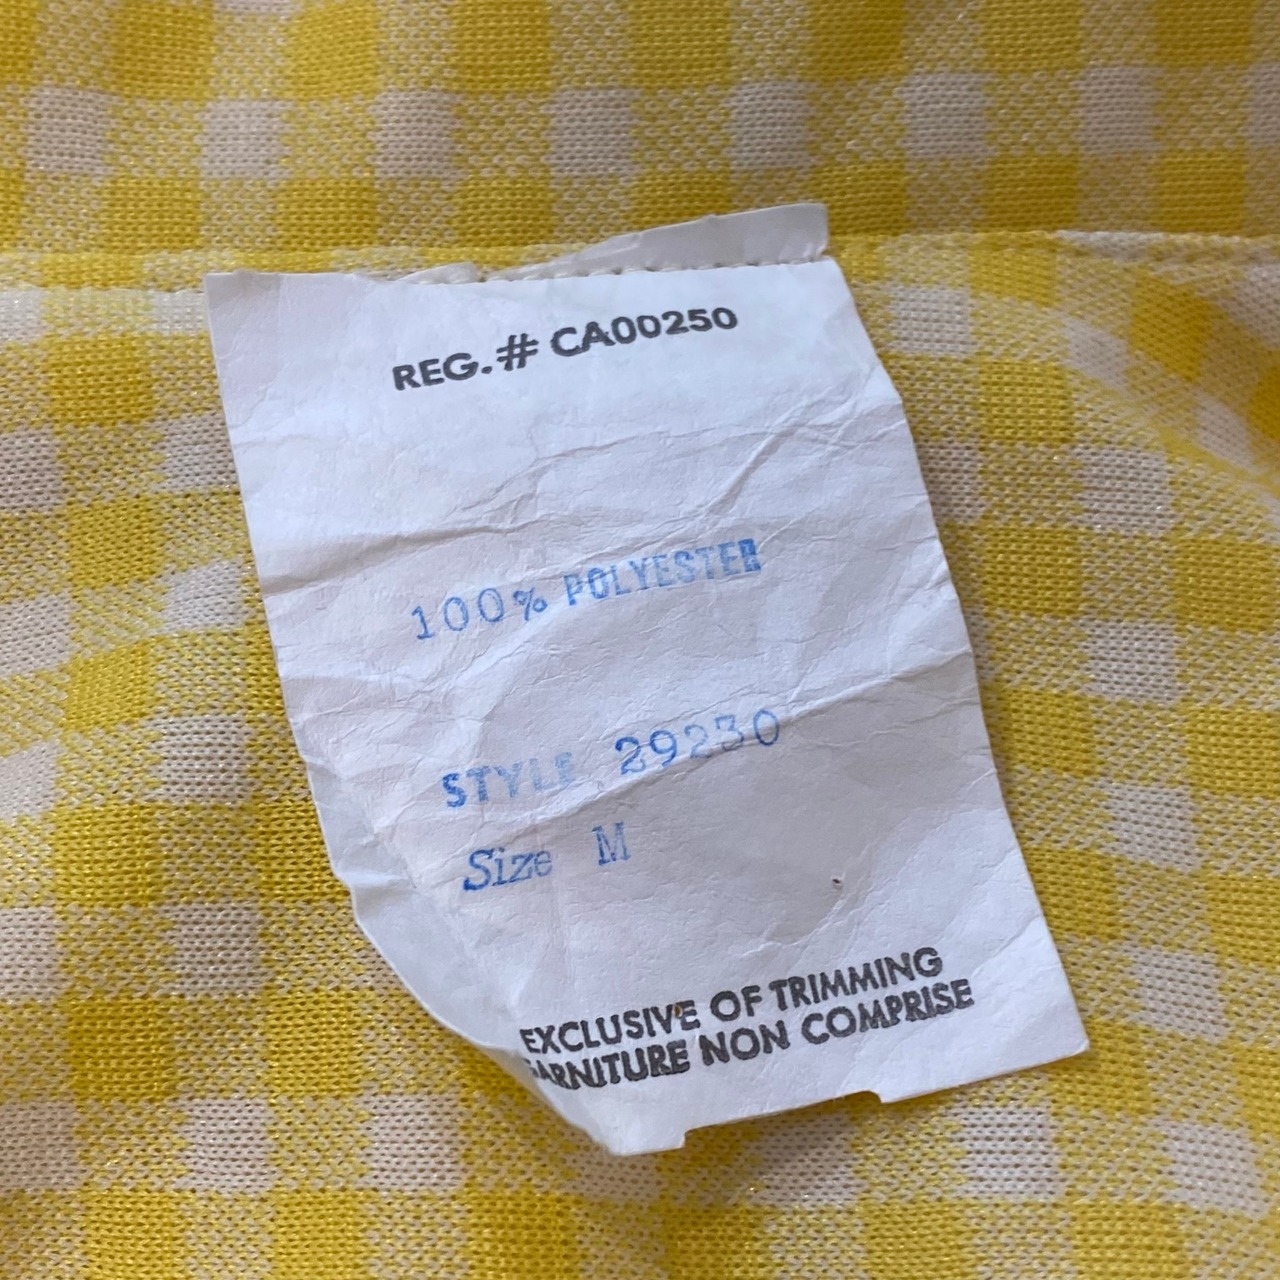 REG. # CA00250
100% POLYESTER
STYLE 29230
Size M
EXCLUSIVE OF TRIMMING
GARNITURE NON COMPRISE